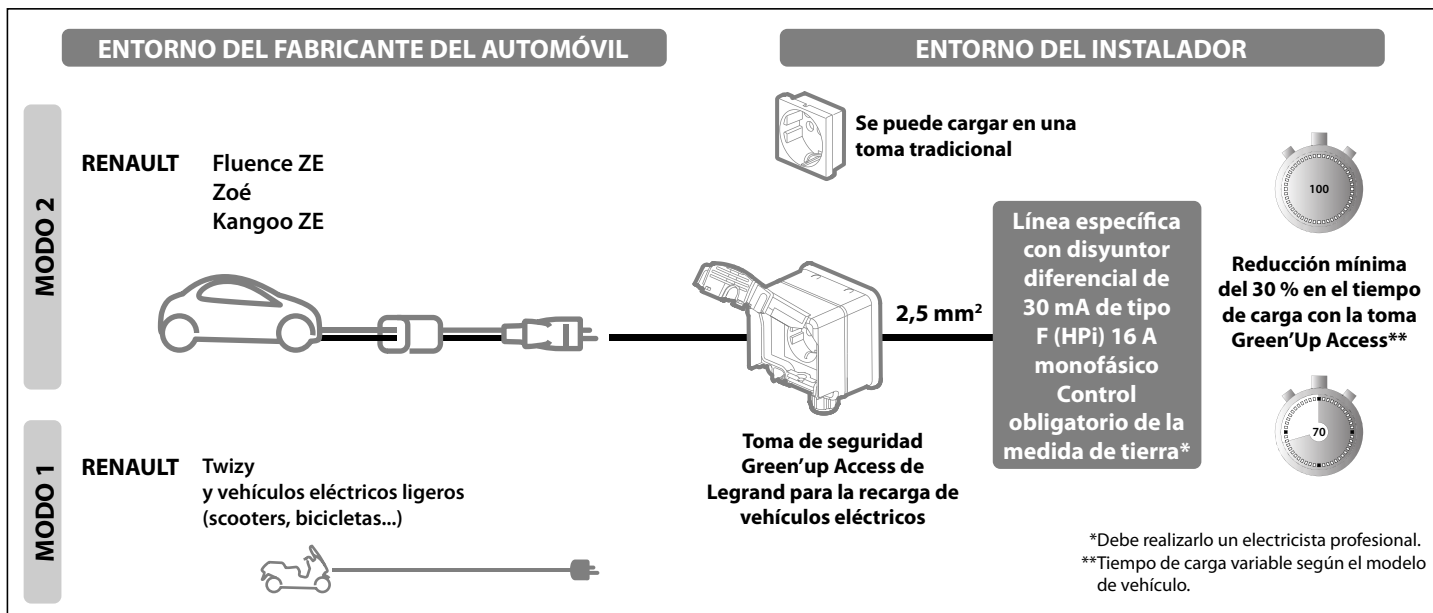 ENTORNO DEL FABRICANTE DEL AUTOMÓVIL
ENTORNO DEL INSTALADOR
MODO 2
RENAULT Fluence ZE
Zoé
Kangoo ZE
Se puede cargar en una
toma tradicional
2,5 mm²
Línea específica
con disyuntor
diferencial de
30 mA de tipo
F (HPi) 16 A
monofásico
Control
obligatorio de la
medida de tierra*
100
Reducción mínima
del 30 % en el tiempo
de carga con la toma
Green’Up Access**
70
Toma de seguridad
Green’up Access de
Legrand para la recarga de
vehículos eléctricos
MODO 1
RENAULT Twizy
y vehículos eléctricos ligeros
(scooters, bicicletas...)
*Debe realizarlo un electricista profesional.
**Tiempo de carga variable según el modelo
de vehículo.